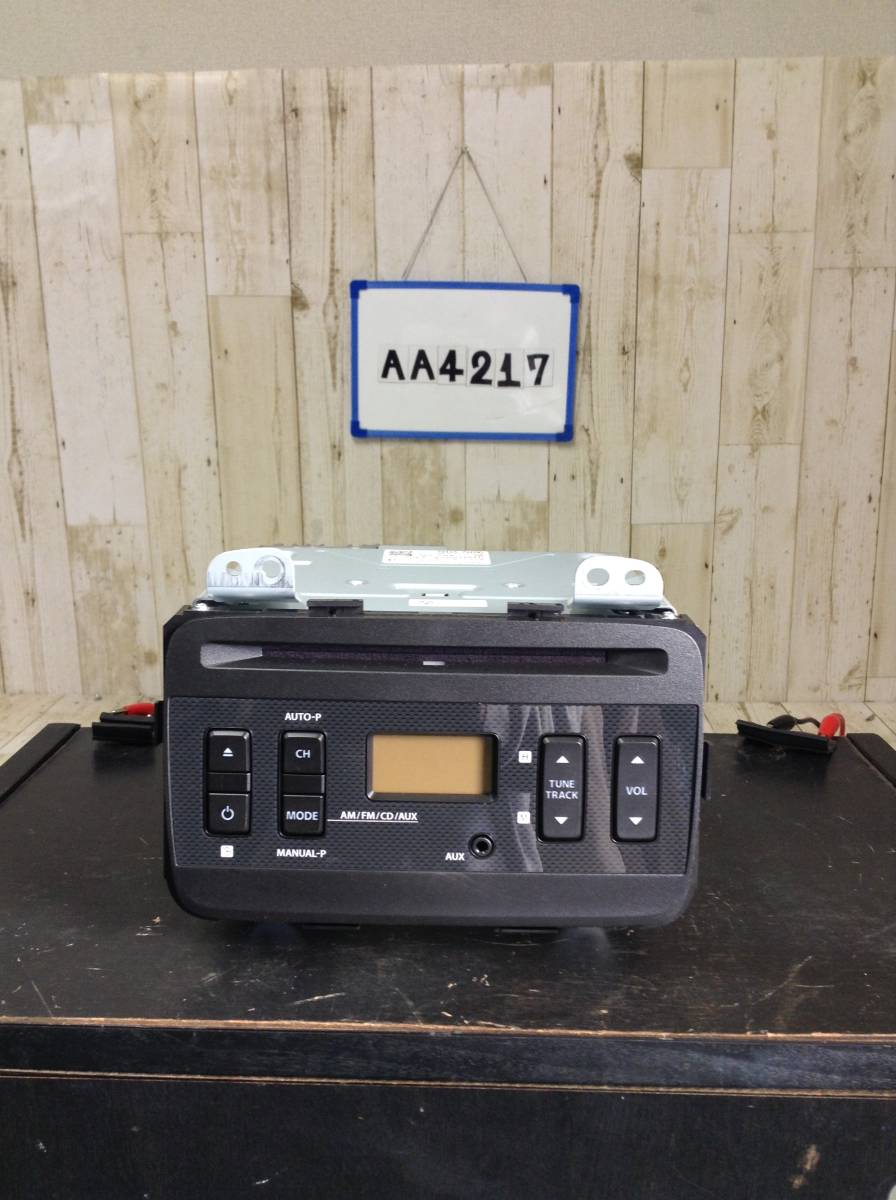 AA4217
AUTO-P
CH
MODE
AM/FM/CD/AUX
MANUAL-P
AUX
H
TUNE
TRACK
VOL